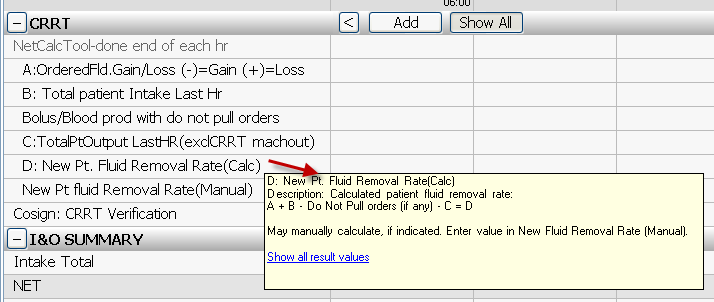 06:00
CRRT < Add Show All
NetCalcTool-done end of each hr
A:OrderedFld.Gain/Loss (-)=Gain (+)=Loss
B: Total patient Intake Last Hr
Bolus/Blood prod with do not pull orders
C:TotalPtOutput LastHR(exclCRRT machout)
D: New Pt. Fluid Removal Rate(Calc)
New Pt fluid Removal Rate(Manual)
Cosign: CRRT Verification
I&O SUMMARY
Intake Total
NET
D: New Pt. Fluid Removal Rate(Calc)
Description: Calculated patient fluid removal rate:
A + B - Do Not Pull orders (if any) - C = D
May manually calculate, if indicated. Enter value in New Fluid Removal Rate (Manual).
Show all result values